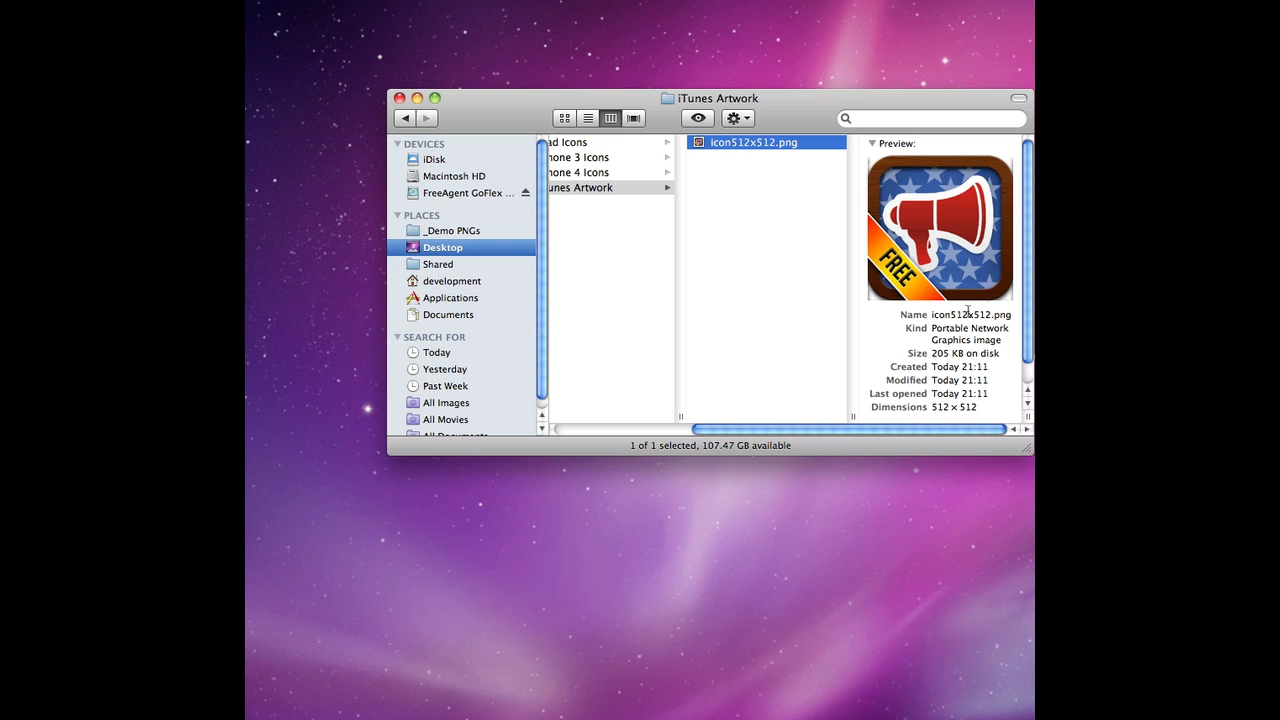 iTunes Artwork
DEVICES
iDisk
Macintosh HD
FreeAgent GoFlex ...
PLACES
_Demo PNGs
Desktop
Shared
development
Applications
Documents
SEARCH FOR
Today
Yesterday
Past Week
All Images
All Movies
All Documents
ad Icons
hone 3 Icons
hone 4 Icons
unes Artwork
icon512x512.png
Preview:
FREE
Name icon512x512.png
Kind Portable Network
Graphics image
Size 205 KB on disk
Created Today 21:11
Modified Today 21:11
Last opened Today 21:11
Dimensions 512 × 512
1 of 1 selected, 107.47 GB available